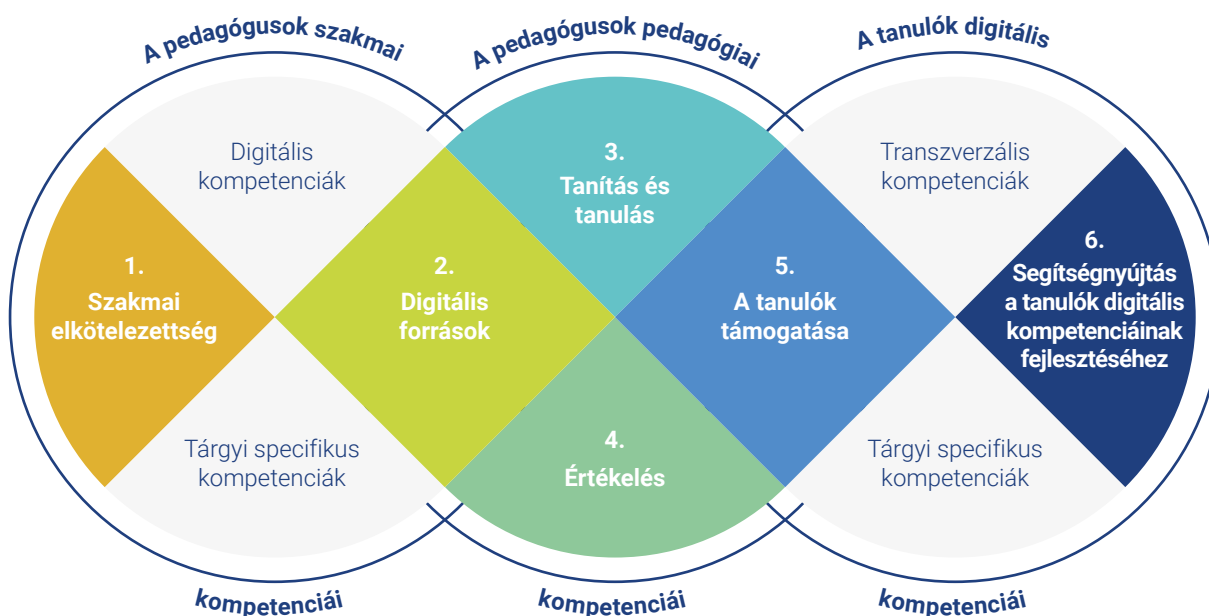 A pedagógusok szakmai
A pedagógusok pedagógiai
A tanulók digitális
Digitális
kompetenciák
3.
Tanítás és
tanulás
Transzverzális
kompetenciák
1.
Szakmai
elkötelezettség
2.
Digitális
források
5.
A tanulók
támogatása
6.
Segítségnyújtás
a tanulók digitális
kompetenciáinak
fejlesztéséhez
Tárgyi specifikus
kompetenciák
4.
Értékelés
Tárgyi specifikus
kompetenciák
kompetenciái
kompetenciái
kompetenciái